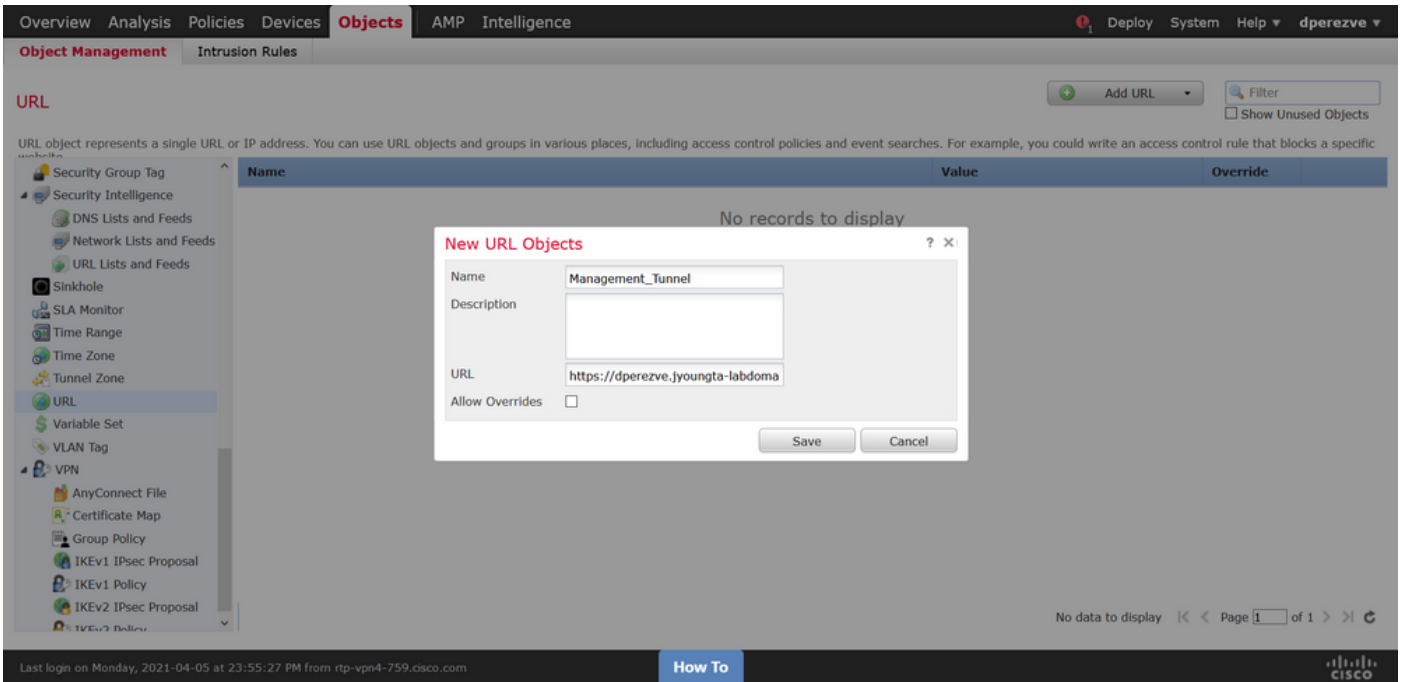 Overview Analysis Policies Devices Objects AMP Intelligence 1 Deploy System Help dperezve
Object Management Intrusion Rules
URL
Add URL
Filter
Show Unused Objects
URL object represents a single URL or IP address. You can use URL objects and groups in various places, including access control policies and event searches. For example, you could write an access control rule that blocks a specific
website
Security Group Tag
Security Intelligence
DNS Lists and Feeds
Network Lists and Feeds
URL Lists and Feeds
Sinkhole
SLA Monitor
Time Range
Time Zone
Tunnel Zone
URL
Variable Set
VLAN Tag
VPN
AnyConnect File
Certificate Map
Group Policy
IKEv1 IPsec Proposal
IKEv1 Policy
IKEv2 IPsec Proposal
IKEv2 Policy
Name Value Override
No records to display
New URL Objects ?
Name Management_Tunnel
Description
URL https://dperezve.jyoungta-labdoma
Allow Overrides
Save Cancel
No data to display Page 1 of 1
Last login on Monday, 2021-04-05 at 23:55:27 PM from rtp-vpn4-759.cisco.com
How To
cisco